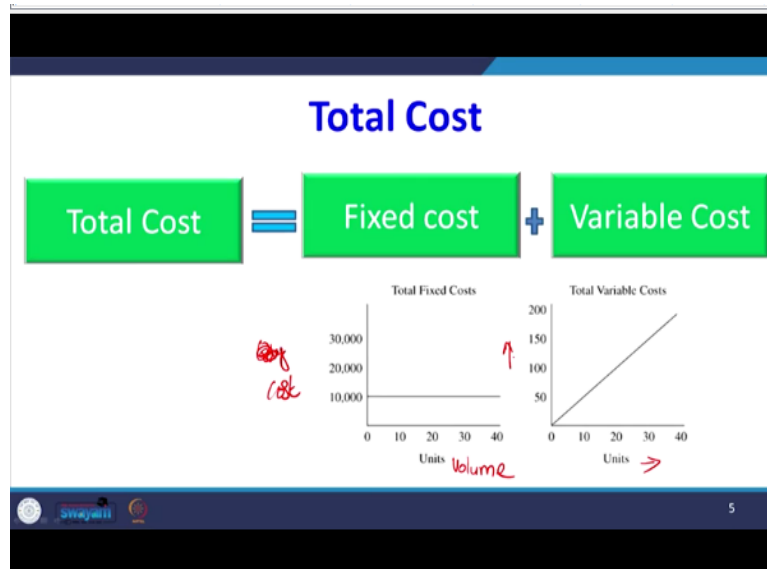 Total Cost
Total Cost = Fixed cost + Variable Cost
Total Fixed Costs
30,000
20,000
10,000
0 10 20 30 40
Units Volume
cost
Total Variable Costs
200
150
100
50
0 10 20 30 40
Units
swayam
5